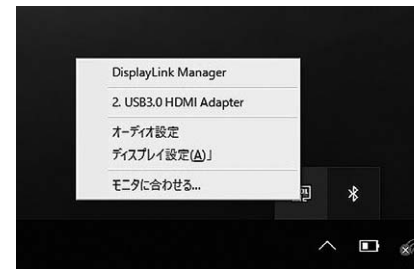 DisplayLink Manager
2. USB3.0 HDMI Adapter
オーディオ設定
ディスプレイ設定(A)」
モニタに合わせる...